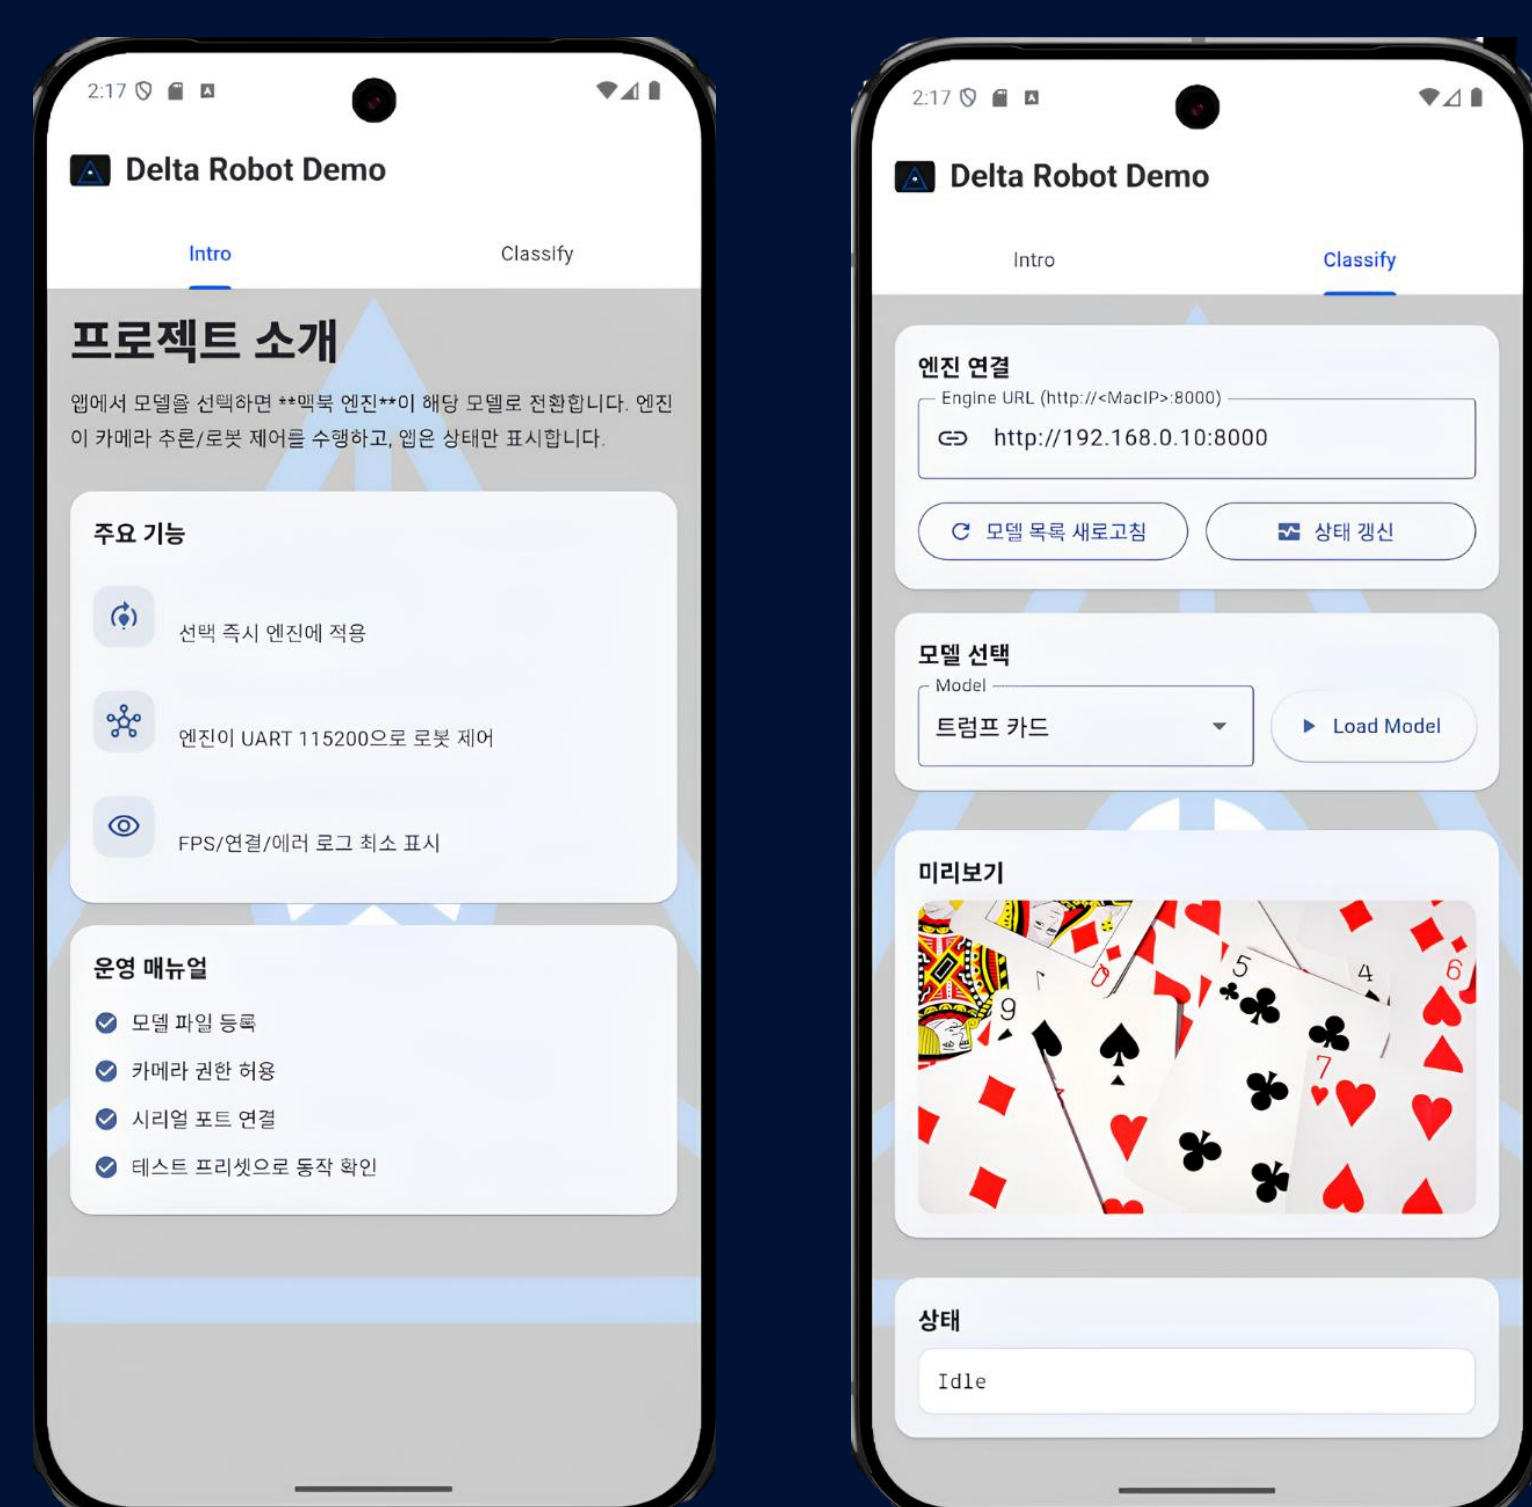 2:17
Delta Robot Demo
Intro
Classify
프로젝트 소개
앱에서 모델을 선택하면 **맥북 엔진**이 해당 모델로 전환합니다. 엔진
이 카메라 추론/로봇 제어를 수행하고, 앱은 상태만 표시합니다.
주요 기능
선택 즉시 엔진에 적용
엔진이 UART 115200으로 로봇 제어
FPS/연결/에러 로그 최소 표시
운영 매뉴얼
모델 파일 등록
카메라 권한 허용
시리얼 포트 연결
테스트 프리셋으로 동작 확인
2:17
Delta Robot Demo
Intro
Classify
엔진 연결
Engine URL (http://<MacIP>:8000)
http://192.168.0.10:8000
모델 목록 새로고침
상태 갱신
모델 선택
Model
트럼프 카드
Load Model
미리보기
5
4
6
9
7
상태
Idle